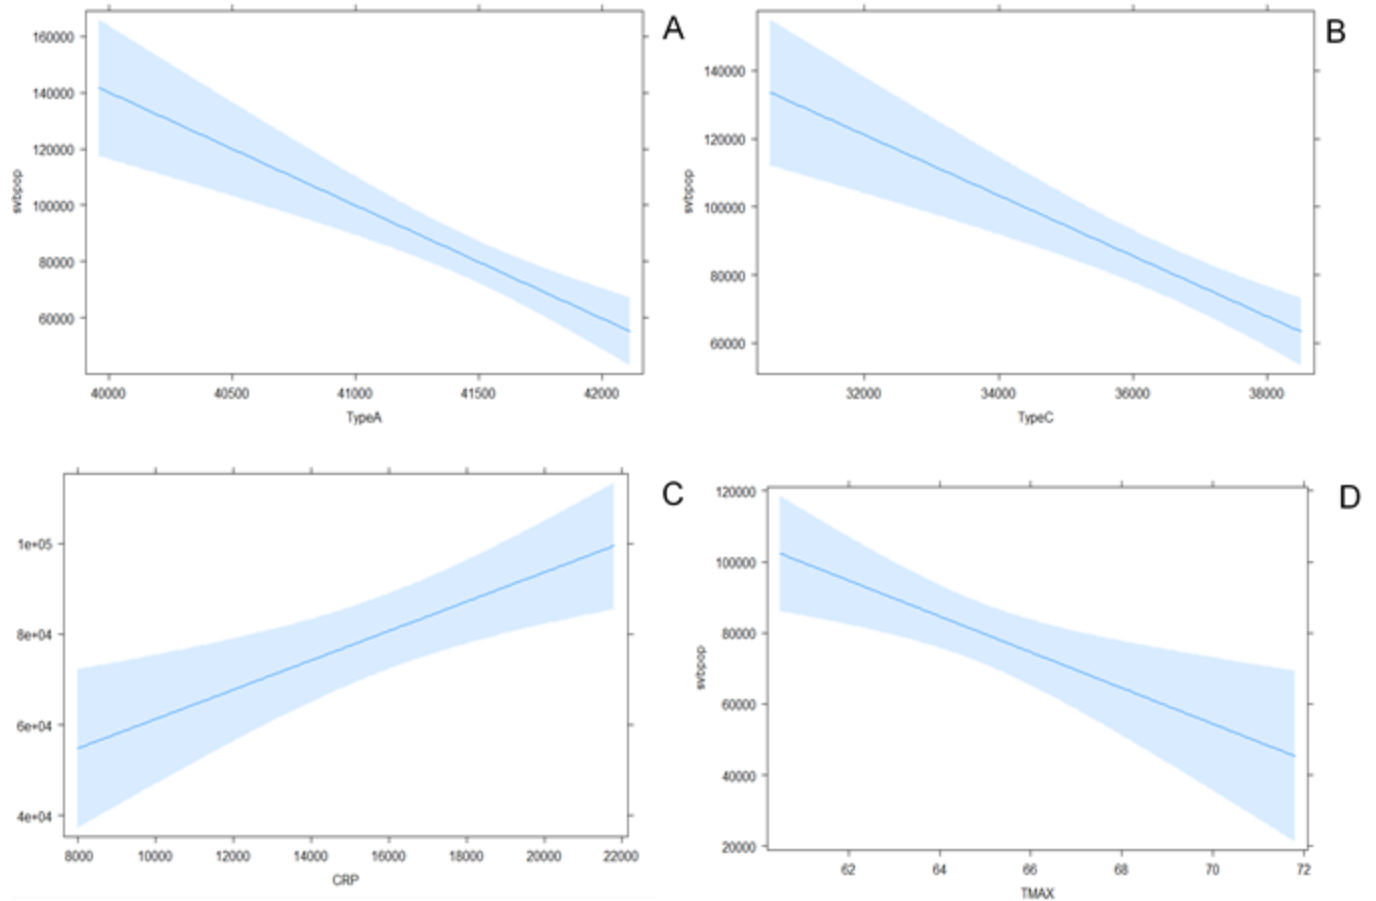 A
160000
140000
120000
100000
80000
60000
svbpop
40000 40500 41000 41500 42000
TypeA
B
140000
120000
100000
80000
60000
svbpop
32000 34000 36000 38000
TypeC
C
1e+05
8e+04
6e+04
4e+04
8000 10000 12000 14000 16000 18000 20000 22000
CRP
D
120000
100000
80000
60000
40000
20000
svbpop
62 64 66 68 70 72
TMAX